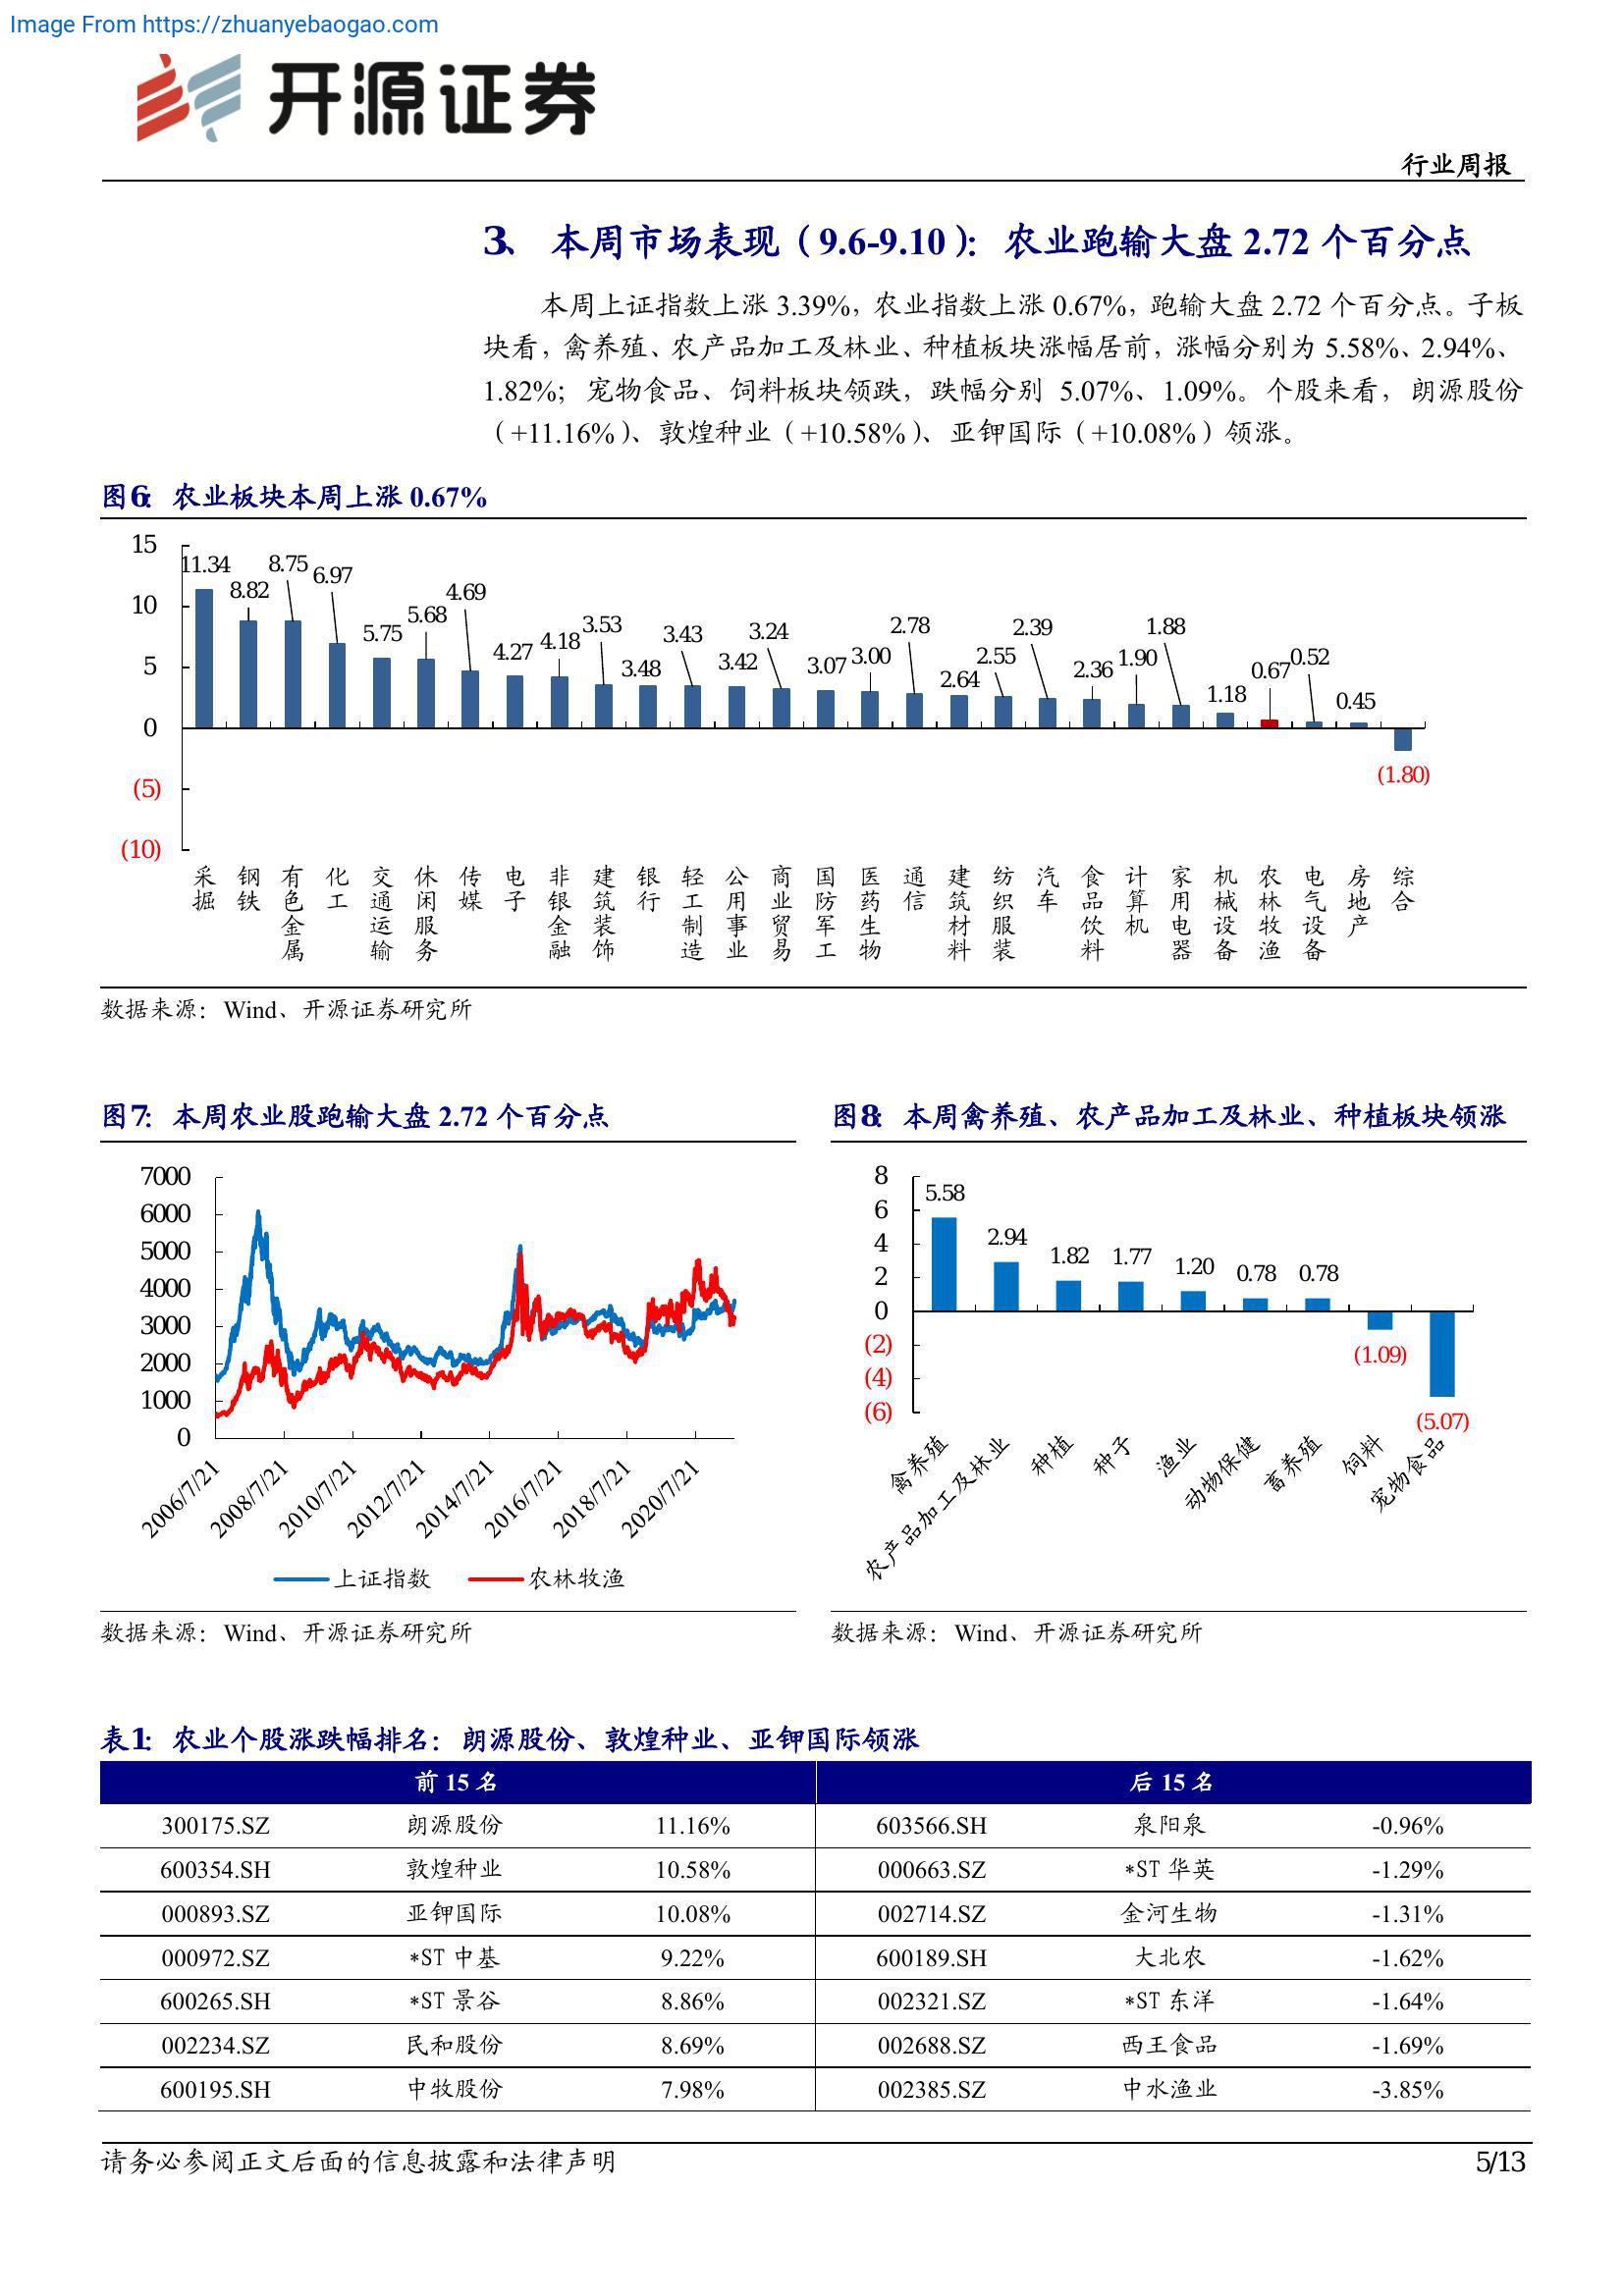 Image From https://zhuanyebaogao.com
开源证券
行业周报
3、 本周市场表现（9.6-9.10）：农业跑输大盘 2.72 个百分点
本周上证指数上涨 3.39%，农业指数上涨 0.67%，跑输大盘 2.72 个百分点。子板
块看，禽养殖、农产品加工及林业、种植板块涨幅居前，涨幅分别为 5.58%、2.94%、
1.82%；宠物食品、饲料板块领跌，跌幅分别 5.07%、1.09%。个股来看，朗源股份
（+11.16%）、敦煌种业（+10.58%）、亚钾国际（+10.08%）领涨。
图6： 农业板块本周上涨 0.67%
15
10
5
0
(5)
(10)
11.34
8.82
8.75
6.97
5.75
5.68
4.69
4.27
4.18
3.53
3.48
3.43
3.42
3.24
3.07
3.00
2.78
2.64
2.55
2.39
2.36
1.90
1.88
1.18
0.67
0.52
0.45
(1.80)
采掘
钢铁
有色金属
化工
交通运输
休闲服务
传媒
电子
非银金融
建筑装饰
银行
轻工制造
公用事业
商业贸易
国防军工
医药生物
通信
建筑材料
纺织服装
汽车
食品饮料
计算机
家用电器
机械设备
农林牧渔
电气设备
房地产
综合
数据来源：Wind、开源证券研究所
图7： 本周农业股跑输大盘 2.72 个百分点
7000
6000
5000
4000
3000
2000
1000
0
2006/7/21
2008/7/21
2010/7/21
2012/7/21
2014/7/21
2016/7/21
2018/7/21
2020/7/21
上证指数
农林牧渔
数据来源：Wind、开源证券研究所
图8： 本周禽养殖、农产品加工及林业、种植板块领涨
8
6
4
2
0
(2)
(4)
(6)
5.58
2.94
1.82
1.77
1.20
0.78
0.78
(1.09)
(5.07)
禽养殖
农产品加工及林业
种植
种子
渔业
动物保健
畜养殖
饲料
宠物食品
数据来源：Wind、开源证券研究所
表1： 农业个股涨跌幅排名：朗源股份、敦煌种业、亚钾国际领涨
前 15 名 后 15 名
300175.SZ 朗源股份 11.16% 603566.SH 泉阳泉 -0.96%
600354.SH 敦煌种业 10.58% 000663.SZ *ST 华英 -1.29%
000893.SZ 亚钾国际 10.08% 002714.SZ 金河生物 -1.31%
000972.SZ *ST 中基 9.22% 600189.SH 大北农 -1.62%
600265.SH *ST 景谷 8.86% 002321.SZ *ST 东洋 -1.64%
002234.SZ 民和股份 8.69% 002688.SZ 西王食品 -1.69%
600195.SH 中牧股份 7.98% 002385.SZ 中水渔业 -3.85%
请务必参阅正文后面的信息披露和法律声明 5/13